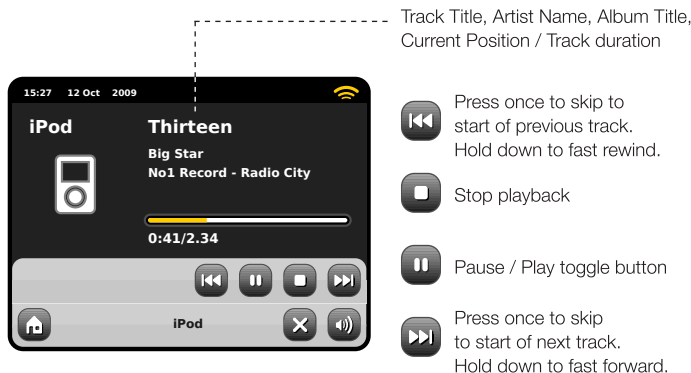 Track Title, Artist Name, Album Title,
Current Position / Track duration
15:27 12 Oct 2009
iPod
Thirteen
Big Star
No1 Record - Radio City
0:41/2.34
iPod
Press once to skip to
start of previous track.
Hold down to fast rewind.
Stop playback
Pause / Play toggle button
Press once to skip
to start of next track.
Hold down to fast forward.